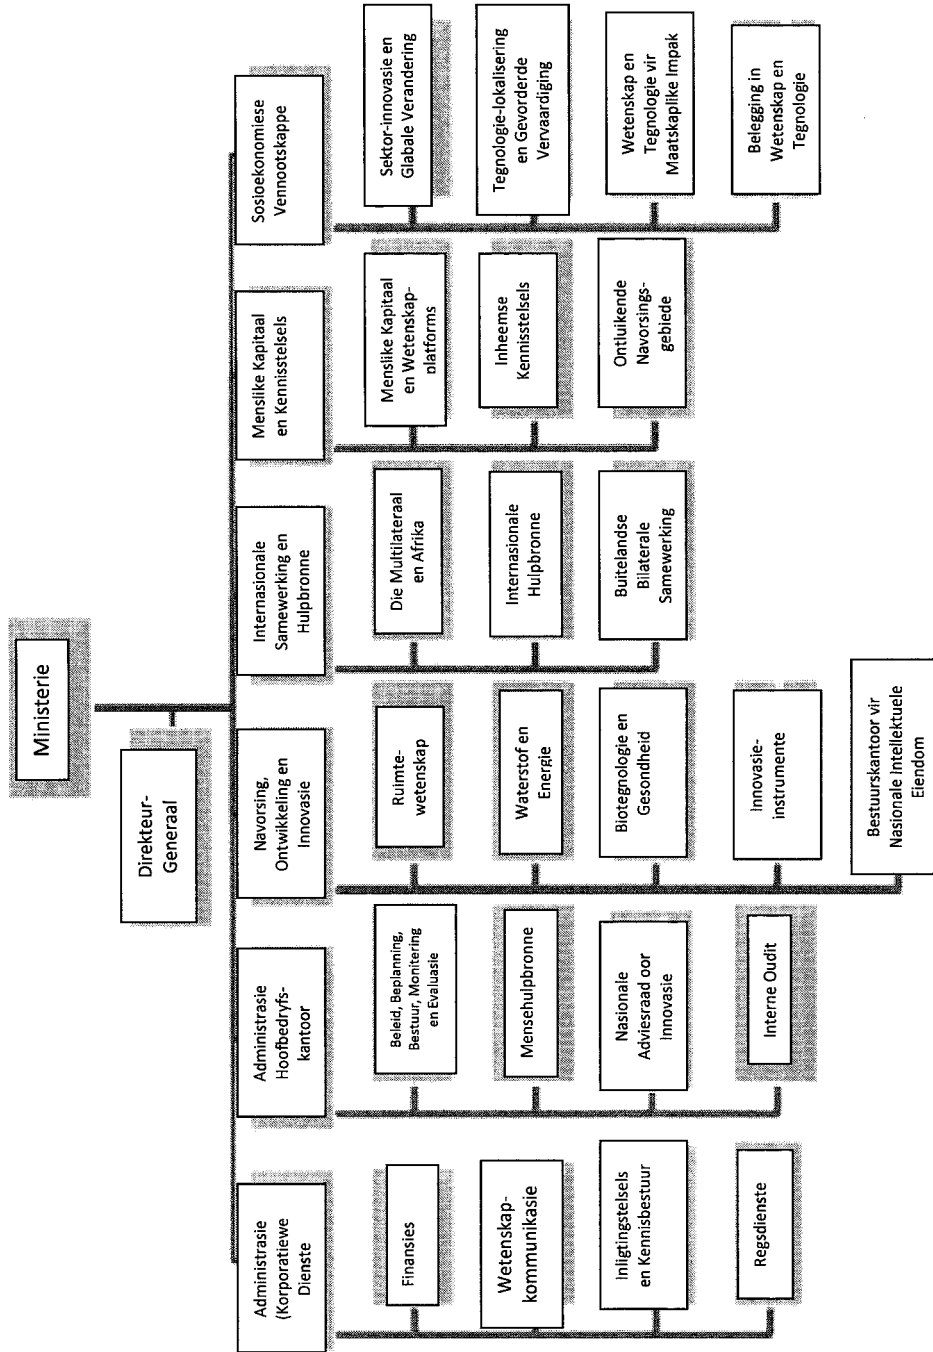 Ministerie
Direkteur-
Generaal
Administrasie
(Korporatiewe
Dienste
Finansies
Wetenskap-
kommunikasie
Inligtingstelsels
en Kennisbestuur
Regsdienste
Administrasie
Hoofbedryfs-
kantoor
Beleid, Beplanning,
Bestuur, Monitering
en Evaluasie
Mensehulpbronne
Nasionale
Adviesraad oor
Innovasie
Interne Oudit
Navorsing,
Ontwikkeling en
Innovasie
Ruimte-
wetenskap
Waterstof en
Energie
Biotegnologie en
Gesondheid
Innovasie-
instrumente
Bestuurskantoor vir
Nasionale Intellektuele
Eiendom
Internasionale
Samewerking en
Hulpbronne
Die Multilateraal
en Afrika
Internasionale
Hulpbronne
Buitelandse
Bilaterale
Samewerking
Menslike Kapitaal
en Kennisstelsels
Menslike Kapitaal
en Wetenskap-
platforms
Inheemse
Kennisstelsels
Ontluikende
Navorsings-
gebiede
Sosioekonomiese
Vennootskappe
Sektor-innovasie en
Glabale Verandering
Tegnologie-lokalisering
en Gevorderde
Vervaardiging
Wetenskap en
Tegnologie vir
Maatskaplike Impak
Belegging in
Wetenskap en
Tegnologie